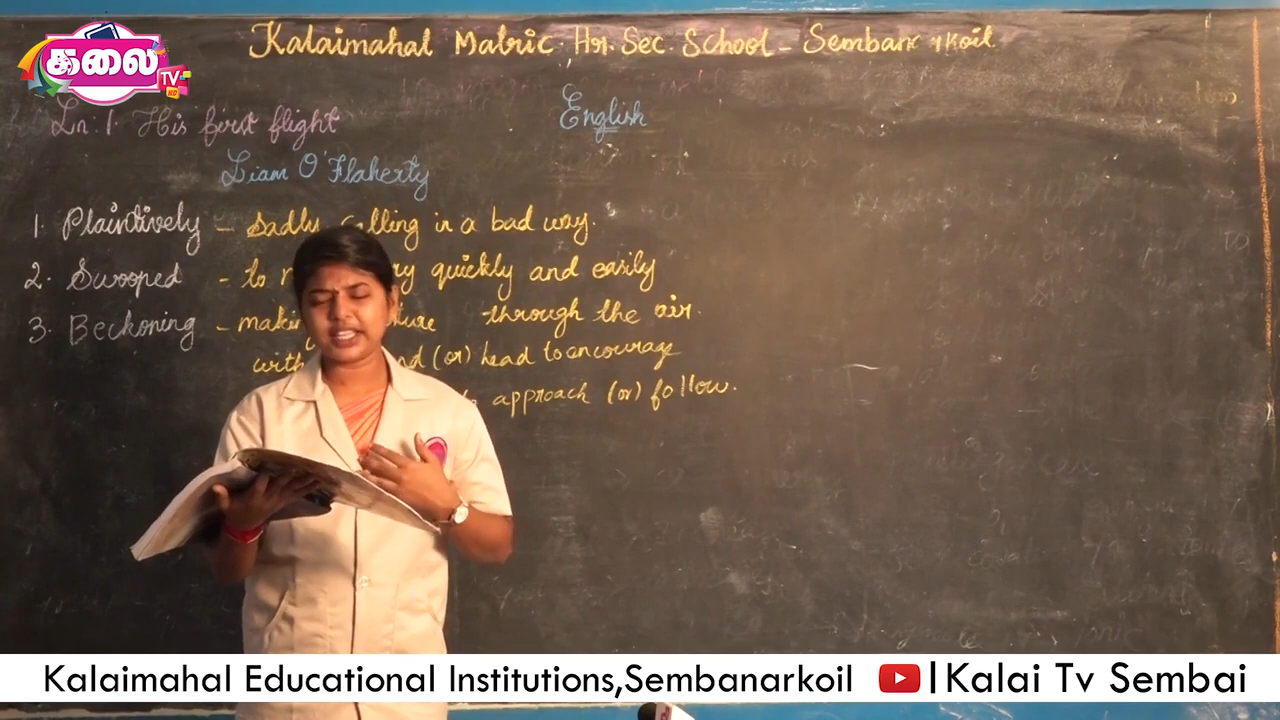 கலை
TV
HD
Kalaimahal Matric. Hr. Sec. School - Sembanarkoil.
Ln: 1. His first flight
English
Liam O'Flaherty
1. Plaintively - Sadly calling in a bad way.
2. Swooped - to quickly and easily
through the air.
3. Beckoning -
(or) head to encourage
approach (or) follow.
Kalaimahal Educational Institutions,Sembanarkoil
Kalai Tv Sembai